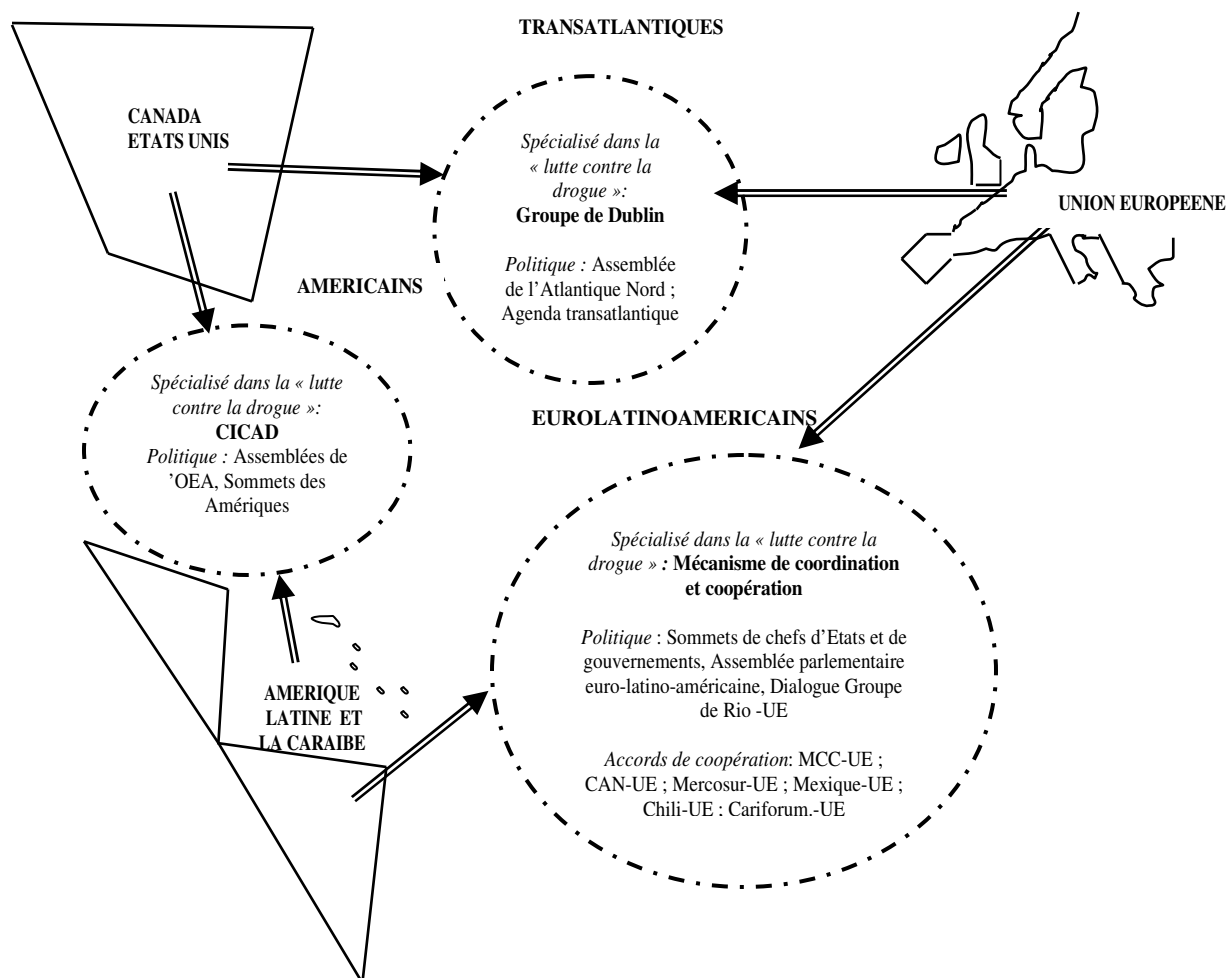 TRANSATLANTIQUES
CANADA
ETATS UNIS
Spécialisé dans la
« lutte contre la
drogue »:
Groupe de Dublin
Politique : Assemblée
de l’Atlantique Nord ;
Agenda transatlantique
UNION EUROPEENE
AMERICAINS
Spécialisé dans la « lutte
contre la drogue »:
CICAD
Politique : Assemblées de
’OEA, Sommets des
Amériques
EUROLATINOAMERICAINS
Spécialisé dans la « lutte contre la
drogue » : Mécanisme de coordination
et coopération
Politique : Sommets de chefs d’Etats et de
gouvernements, Assemblée parlementaire
euro-latino-américaine, Dialogue Groupe
de Rio -UE
Accords de coopération: MCC-UE ;
CAN-UE ; Mercosur-UE ; Mexique-UE ;
Chili-UE : Cariforum.-UE
AMERIQUE
LATINE ET
LA CARAIBE